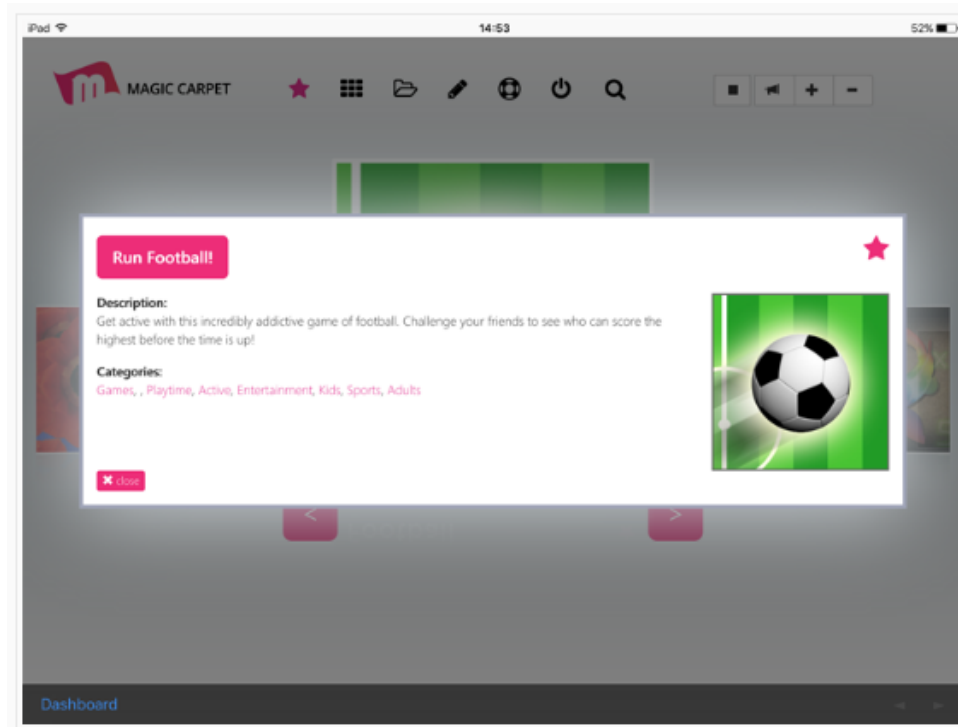 iPad 14:53 52%
MAGIC CARPET
Run Football!
Description:
Get active with this incredibly addictive game of football. Challenge your friends to see who can score the
highest before the time is up!
Categories:
Games, , Playtime, Active, Entertainment, Kids, Sports, Adults
✖ close
< >
Dashboard